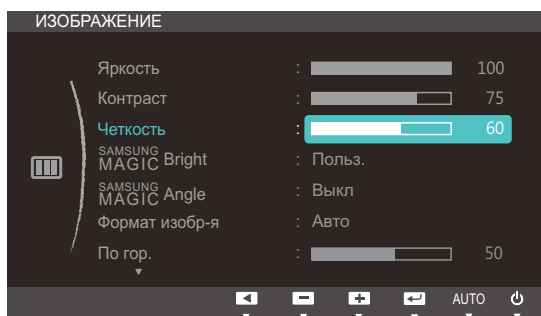 ИЗОБРАЖЕНИЕ
Яркость : 100
Контраст : 75
Четкость : 60
SAMSUNG MAGIC Bright : Польз.
SAMSUNG MAGIC Angle : Выкл
Формат изобр-я : Авто
По гор. : 50
AUTO